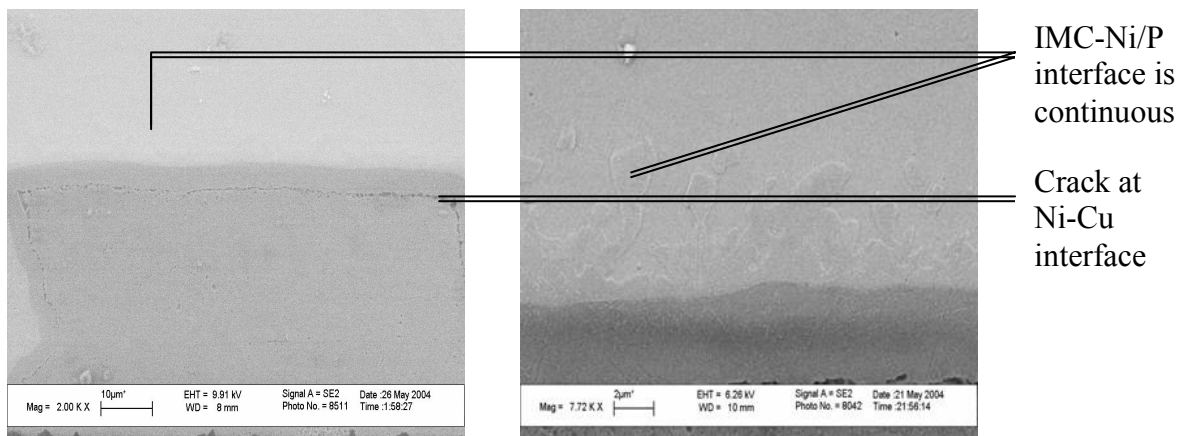 IMC-Ni/P
interface is
continuous
Crack at
Ni-Cu
interface
Mag = 2.00 K X
10µm*
EHT = 9.91 kV
WD = 8 mm
Signal A = SE2
Photo No. = 8511
Date :26 May 2004
Time :1:58:27
Mag = 7.72 K X
2µm*
EHT = 6.26 kV
WD = 10 mm
Signal A = SE2
Photo No. = 8042
Date :21 May 2004
Time :21:56:14